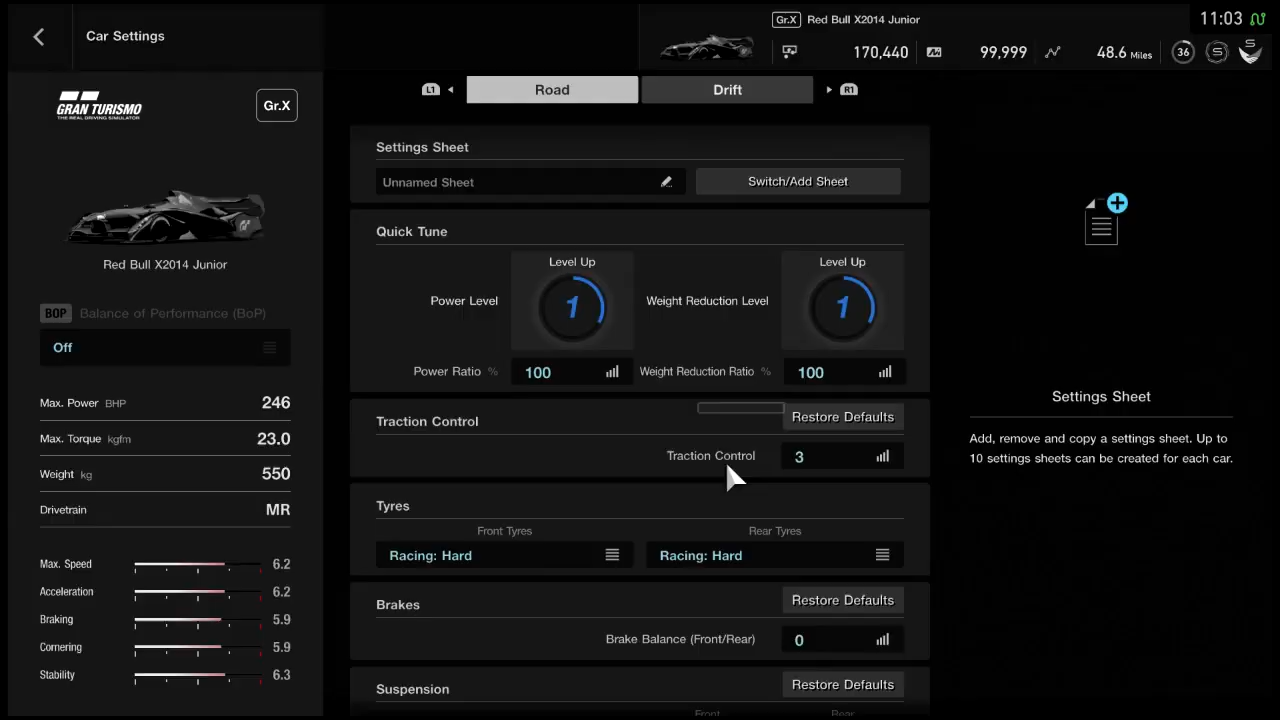 Car Settings
Gr.X Red Bull X2014 Junior
11:03
170,440 99,999 48.6 Miles 36 S S
GRAN TURISMO
THE REAL DRIVING SIMULATOR
Gr.X
L1 Road Drift R1
Settings Sheet
Unnamed Sheet Switch/Add Sheet
Quick Tune
Level Up Level Up
Power Level 1 Weight Reduction Level 1
Power Ratio % 100 Weight Reduction Ratio % 100
Red Bull X2014 Junior
BOP Balance of Performance (BoP)
Off
Max. Power BHP 246
Max. Torque kgfm 23.0
Weight kg 550
Drivetrain MR
Max. Speed 6.2
Acceleration 6.2
Braking 5.9
Cornering 5.9
Stability 6.3
Traction Control Restore Defaults
Traction Control 3
Tyres
Front Tyres Rear Tyres
Racing: Hard Racing: Hard
Brakes Restore Defaults
Brake Balance (Front/Rear) 0
Suspension Restore Defaults
Front Rear
Settings Sheet
Add, remove and copy a settings sheet. Up to
10 settings sheets can be created for each car.